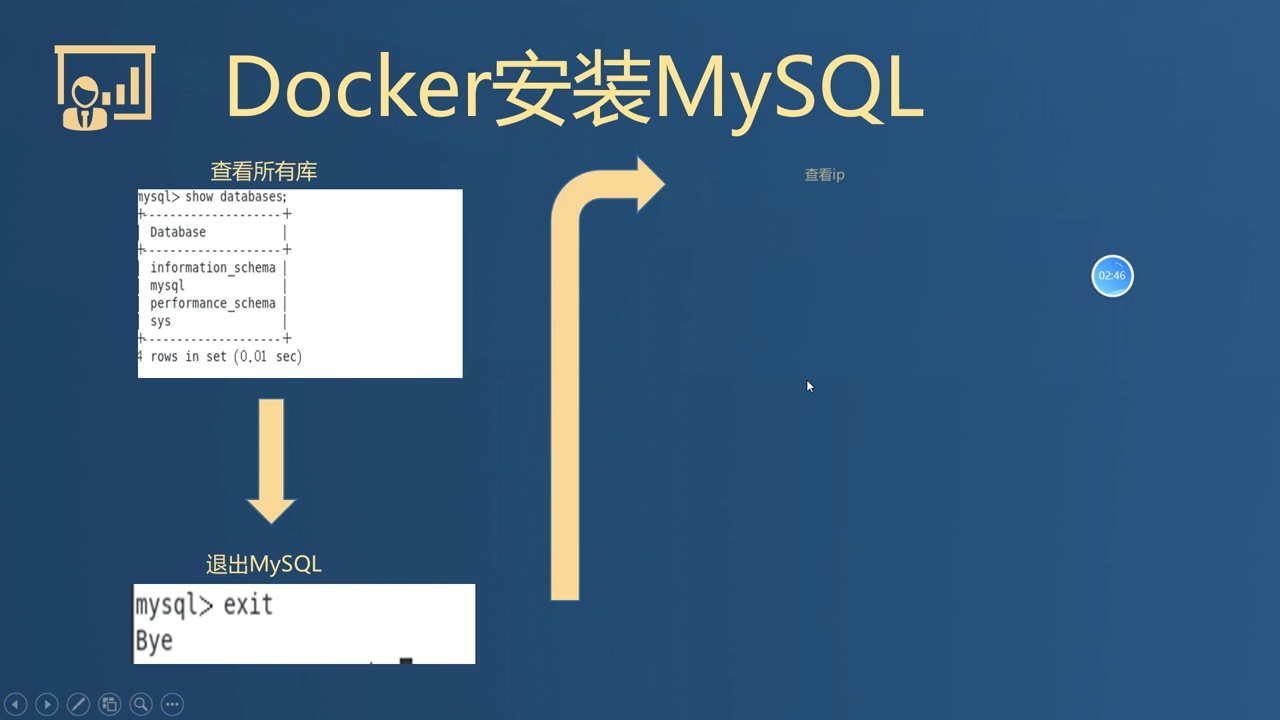 Docker安装MySQL
查看所有库
mysql> show databases;
+--------------------+
| Database |
+--------------------+
| information_schema |
| mysql |
| performance_schema |
| sys |
+--------------------+
4 rows in set (0.01 sec)
退出MySQL
mysql> exit
Bye
查看ip
02:46